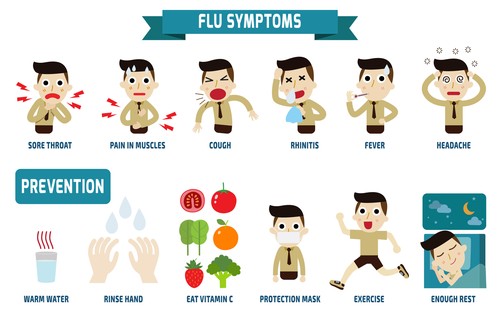 FLU SYMPTOMS
SORE THROAT
PAIN IN MUSCLES
COUGH
RHINITIS
FEVER
HEADACHE
PREVENTION
WARM WATER
RINSE HAND
EAT VITAMIN C
PROTECTION MASK
EXERCISE
ENOUGH REST